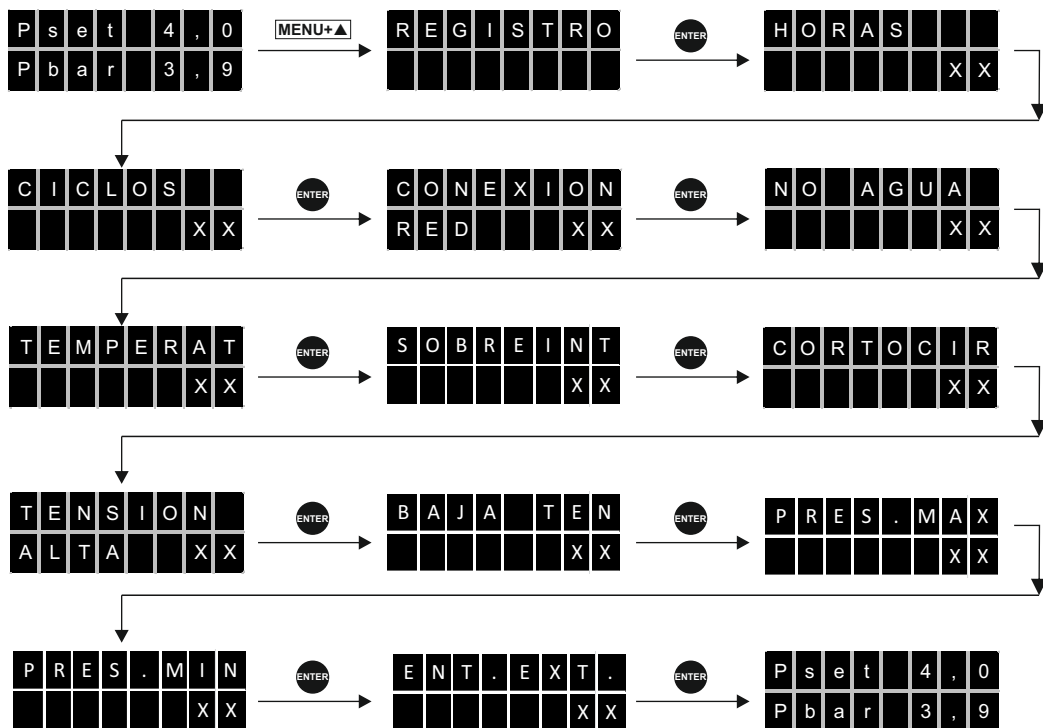 Pset 4,0
Pbar 3,9
MENU+▲
REGISTRO
ENTER
HORAS
XX
CICLOS
XX
ENTER
CONEXION
RED XX
ENTER
NO AGUA
XX
TEMPERAT
XX
ENTER
SOBREINT
XX
ENTER
CORTOCIR
XX
TENSION
ALTA XX
ENTER
BAJA TEN
XX
ENTER
PRES.MAX
XX
PRES.MIN
XX
ENTER
ENT.EXT.
XX
ENTER
Pset 4,0
Pbar 3,9